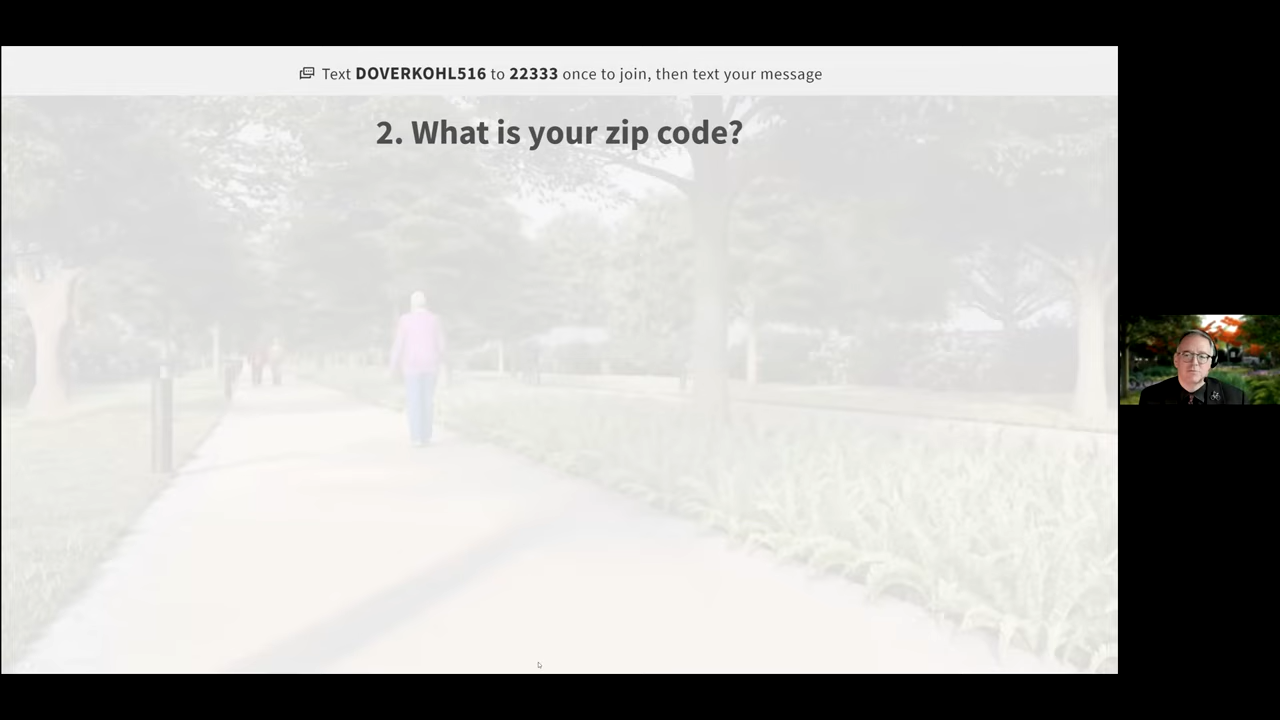 Text DOVERKOHL516 to 22333 once to join, then text your message
2. What is your zip code?